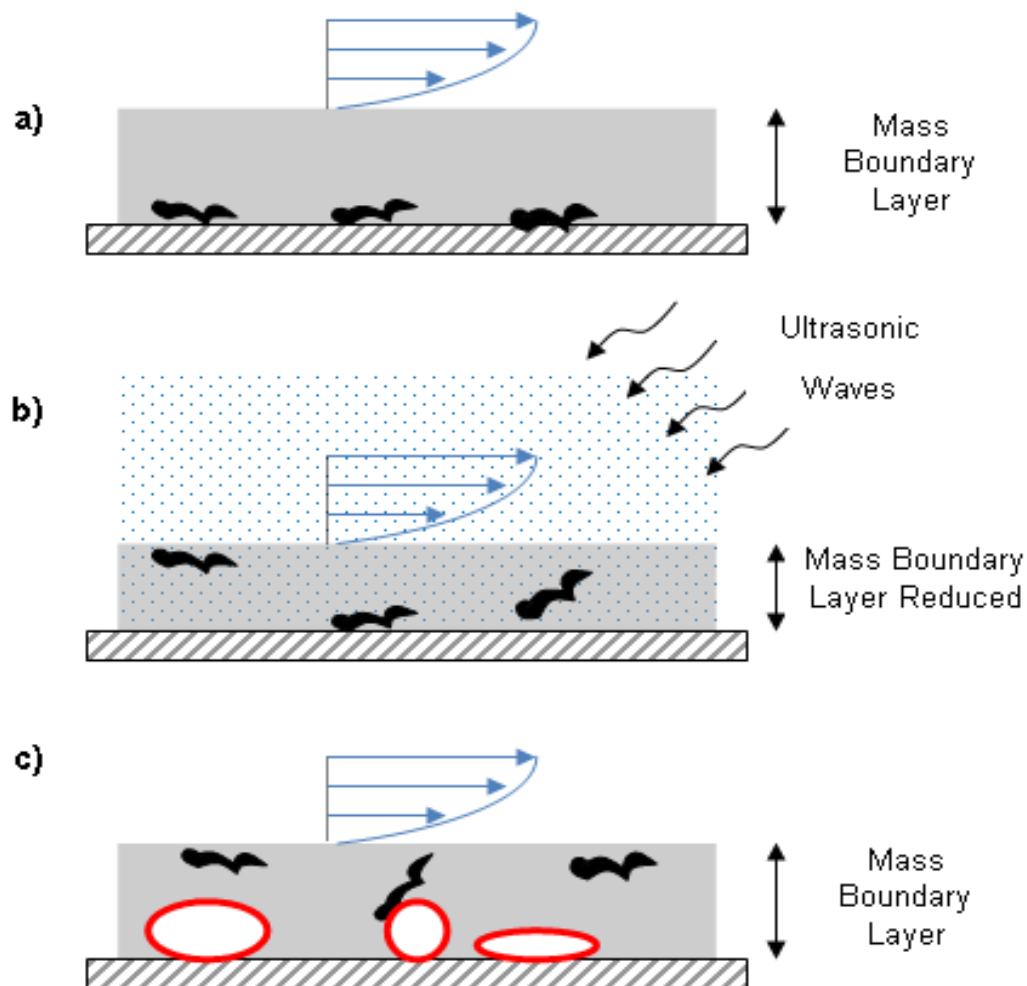 a)
Mass
Boundary
Layer
Ultrasonic
Waves
b)
Mass Boundary
Layer Reduced
c)
Mass
Boundary
Layer